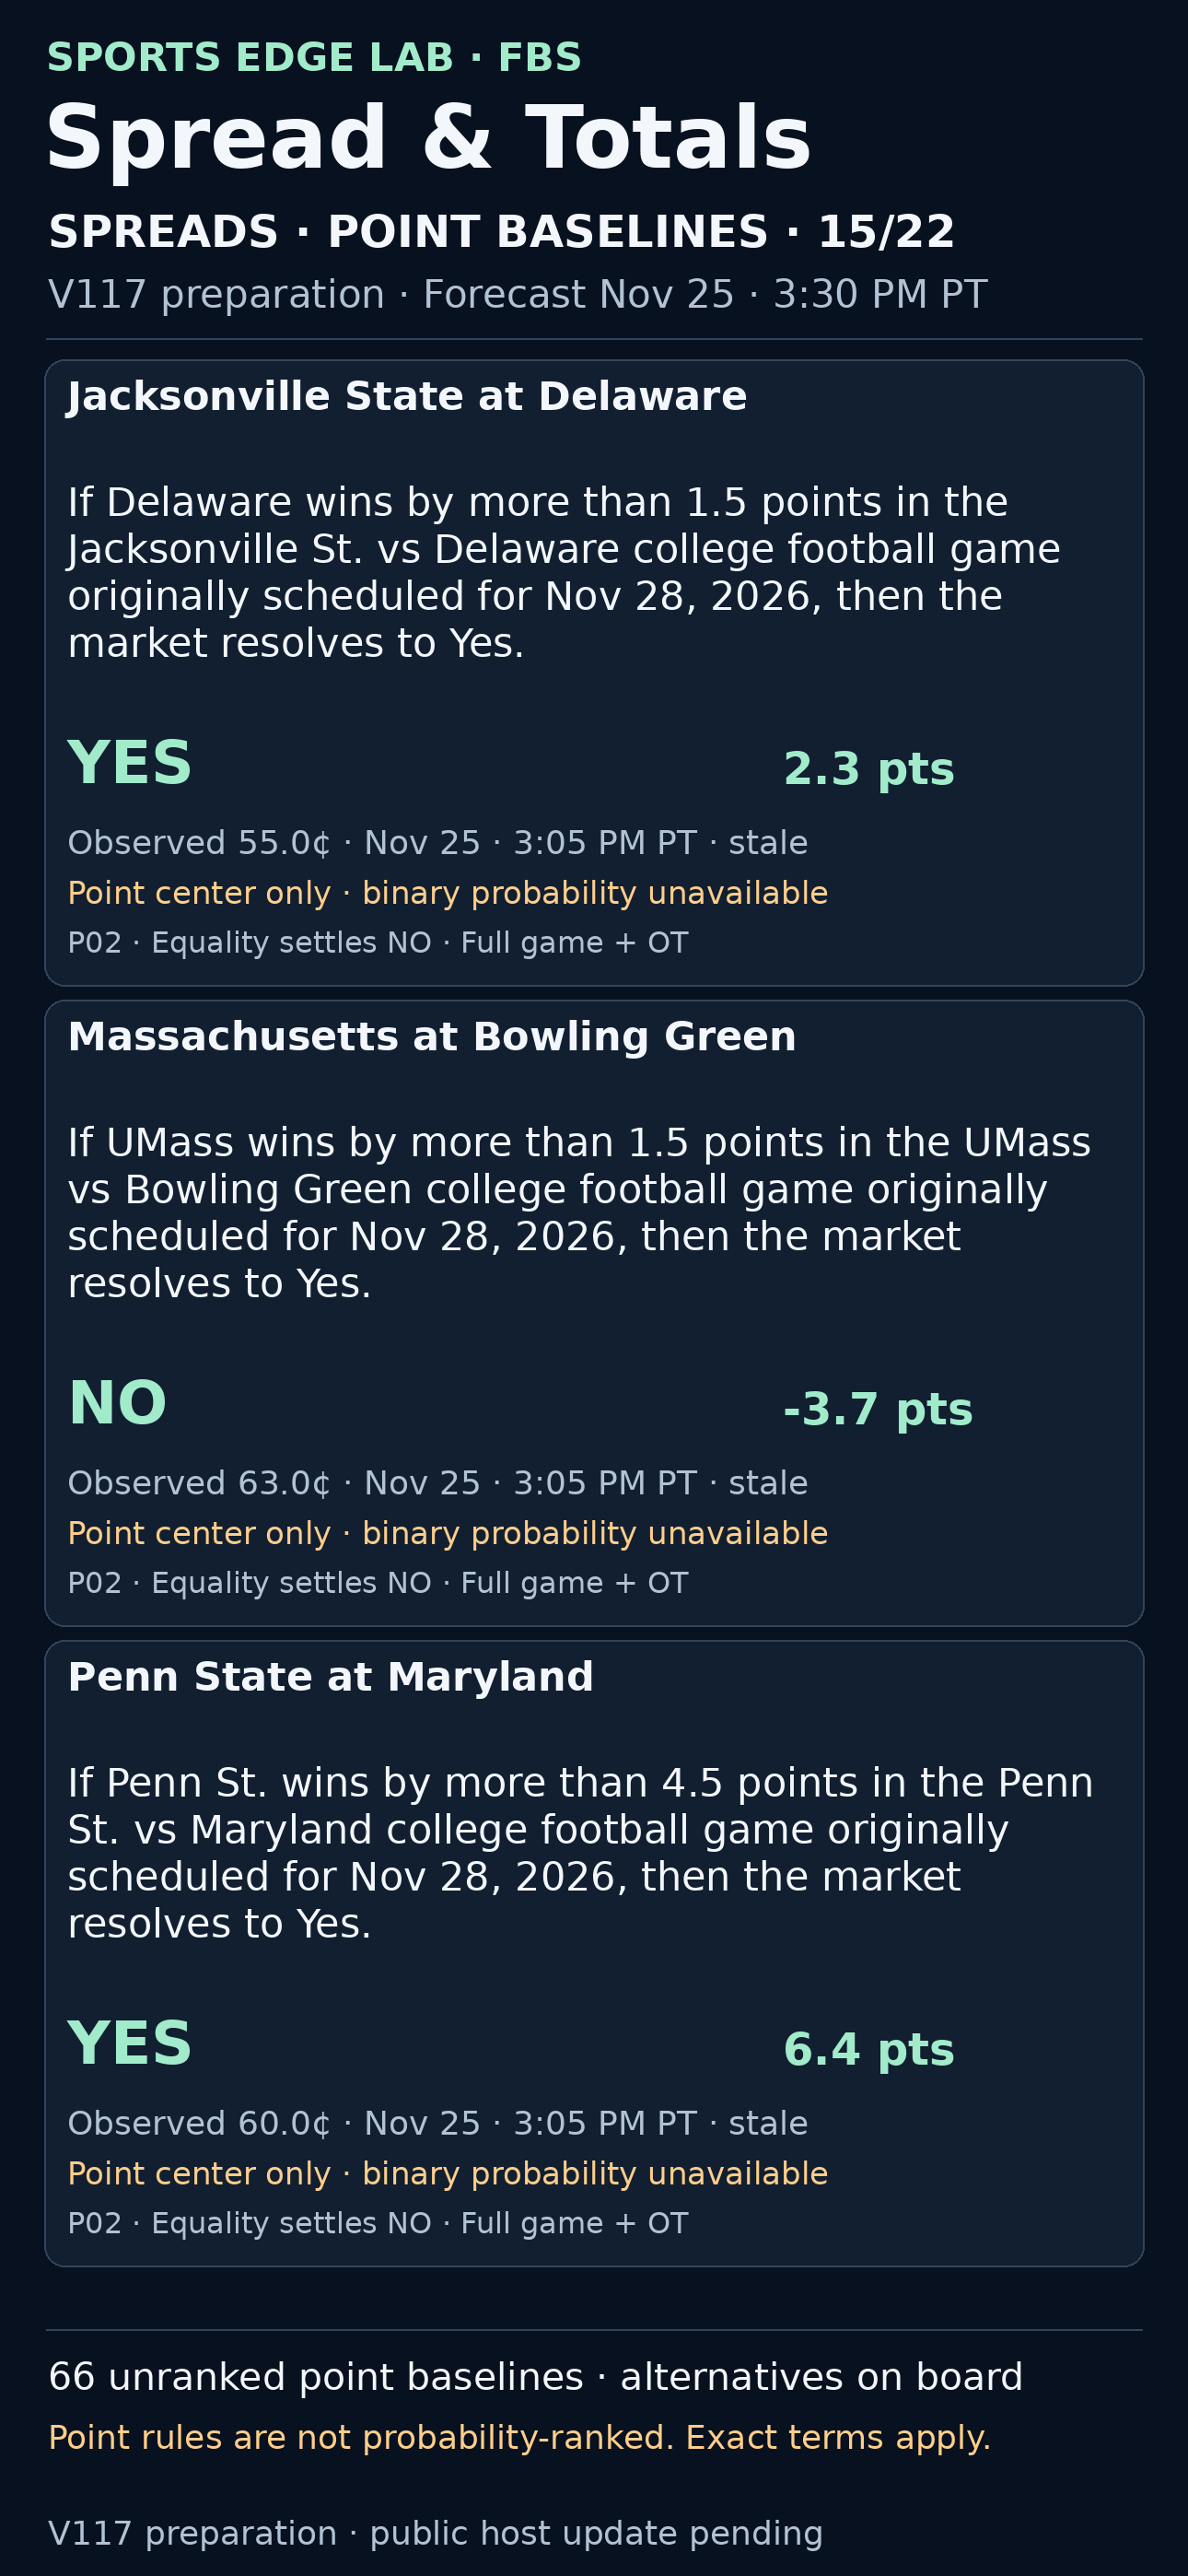 SPORTS EDGE LAB · FBS
Spread & Totals
SPREADS · POINT BASELINES · 15/22
V117 preparation · Forecast Nov 25 · 3:30 PM PT
Jacksonville State at Delaware
If Delaware wins by more than 1.5 points in the
Jacksonville St. vs Delaware college football game
originally scheduled for Nov 28, 2026, then the
market resolves to Yes.
YES
2.3 pts
Observed 55.0¢ · Nov 25 · 3:05 PM PT · stale
Point center only · binary probability unavailable
P02 · Equality settles NO · Full game + OT
Massachusetts at Bowling Green
If UMass wins by more than 1.5 points in the UMass
vs Bowling Green college football game originally
scheduled for Nov 28, 2026, then the market
resolves to Yes.
NO
-3.7 pts
Observed 63.0¢ · Nov 25 · 3:05 PM PT · stale
Point center only · binary probability unavailable
P02 · Equality settles NO · Full game + OT
Penn State at Maryland
If Penn St. wins by more than 4.5 points in the Penn
St. vs Maryland college football game originally
scheduled for Nov 28, 2026, then the market
resolves to Yes.
YES
6.4 pts
Observed 60.0¢ · Nov 25 · 3:05 PM PT · stale
Point center only · binary probability unavailable
P02 · Equality settles NO · Full game + OT
66 unranked point baselines · alternatives on board
Point rules are not probability-ranked. Exact terms apply.
V117 preparation · public host update pending